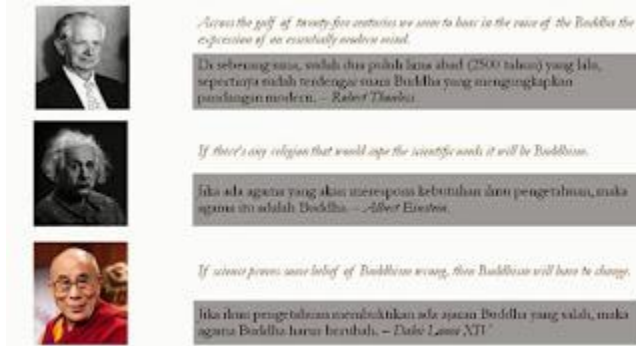 Across the gulf of twenty-five centuries we seem to hear in the voice of the Buddha the
expression of an essentially modern mind.
Di seberang sana, sudah dua puluh lima abad (2500 tahun) yang lalu,
sepertinya sudah terdengar suara Buddha yang mengungkapkan
pandangan modern. – Robert
If there's any religion that would cope the scientific needs it will be Buddhism.
Jika ada agama yang akan merespons kebutuhan ilmu pengetahuan, maka
agama itu adalah Buddha. – Albert Einstein.
If science proves some belief of Buddhism wrong, then Buddhism will have to change.
Jika ilmu pengetahuan membuktikan ada ajaran Buddha yang salah, maka
agama Buddha harus berubah. – Dalai Lama XIV